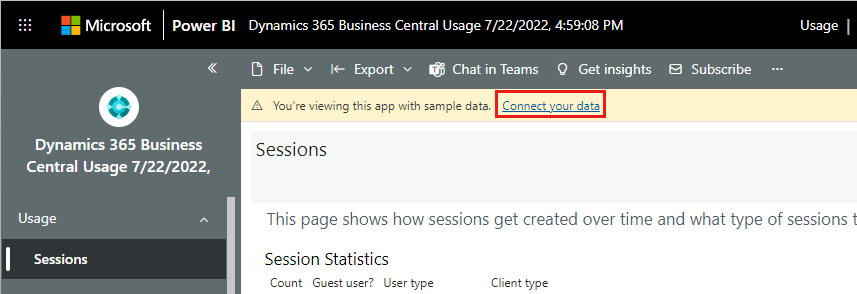 Microsoft Power BI Dynamics 365 Business Central Usage 7/22/2022, 4:59:08 PM Usage |
File Export Chat in Teams Get insights Subscribe ...
You're viewing this app with sample data. Connect your data
Dynamics 365 Business
Central Usage 7/22/2022,
Sessions
Usage
This page shows how sessions get created over time and what type of sessions t
Sessions
Session Statistics
Count Guest user? User type Client type